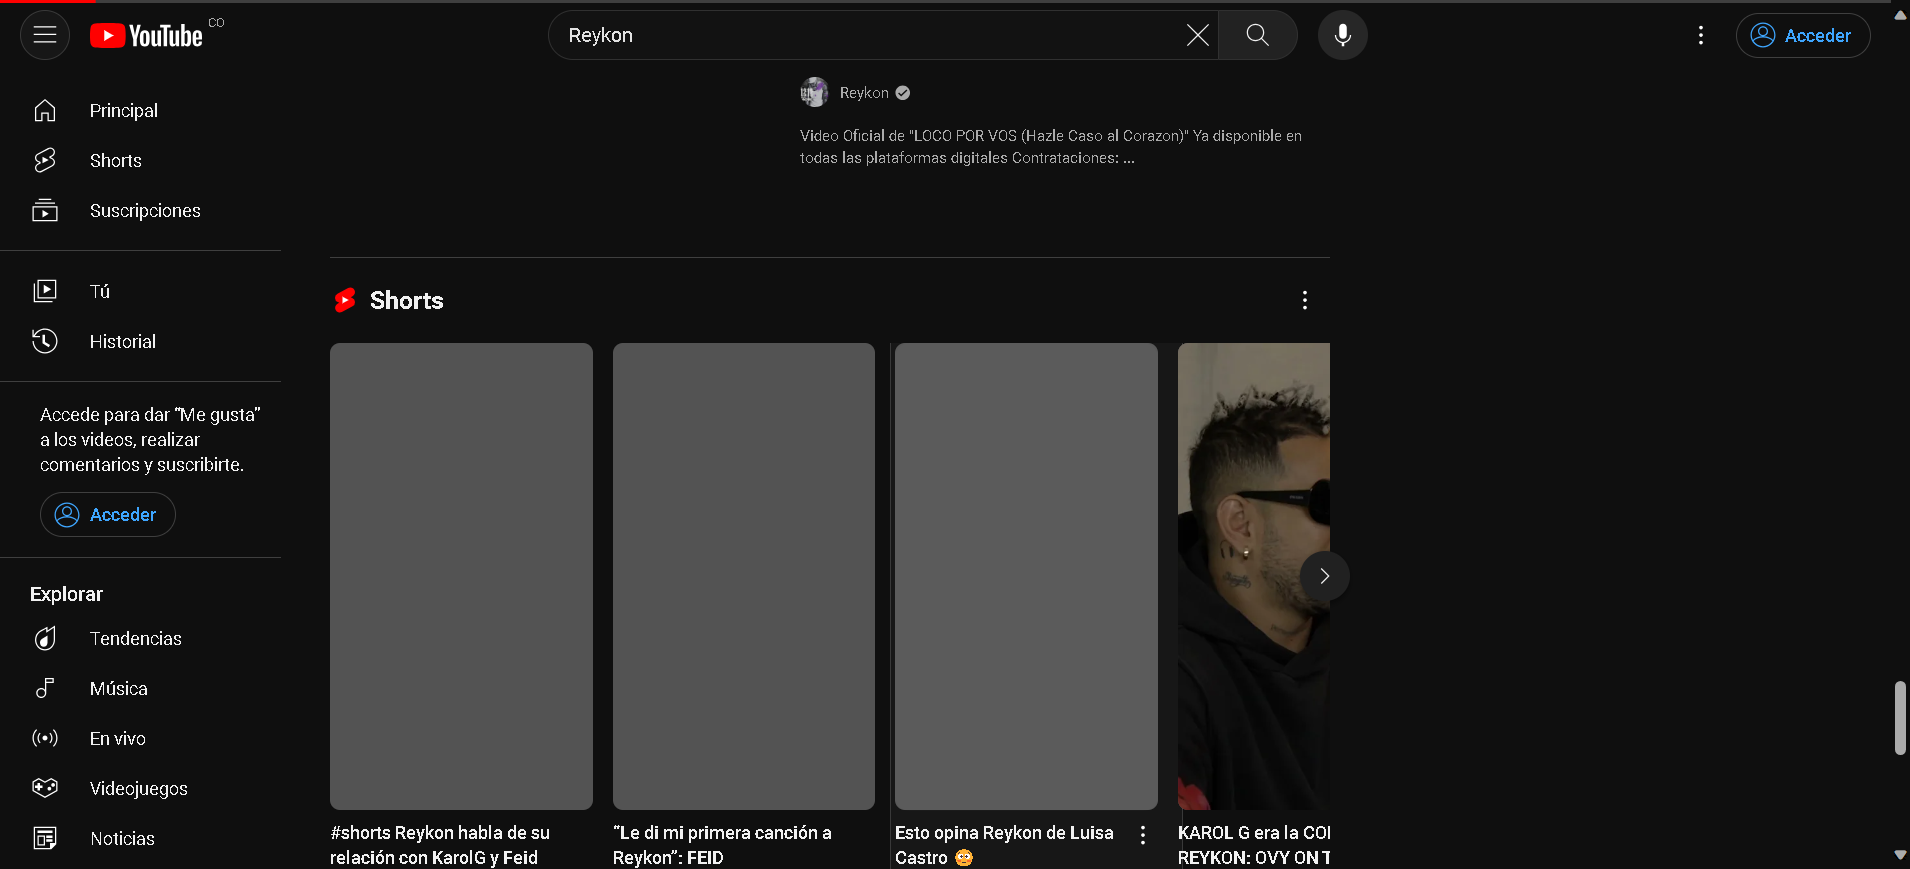 YouTube CO
Reykon
Acceder
Principal
Shorts
Suscripciones
Tú
Historial
Accede para dar “Me gusta”
a los videos, realizar
comentarios y suscribirte.
Acceder
Explorar
Tendencias
Música
En vivo
Videojuegos
Noticias
Reykon
Video Oficial de "LOCO POR VOS (Hazle Caso al Corazon)" Ya disponible en
todas las plataformas digitales Contrataciones: ...
Shorts
#shorts Reykon habla de su
relación con KarolG y Feid
“Le di mi primera canción a
Reykon”: FEID
Esto opina Reykon de Luisa
Castro 😳
KAROL G era la
REYKON: OVY ON